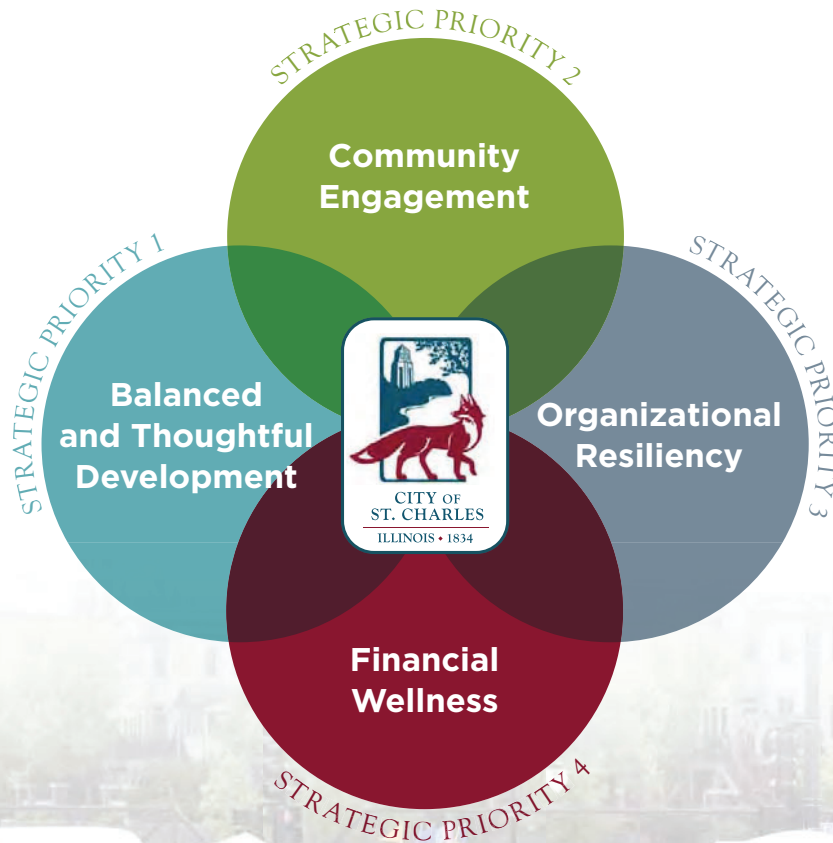 STRATEGIC PRIORITY 2
Community
Engagement
STRATEGIC PRIORITY 1
Balanced
and Thoughtful
Development
STRATEGIC PRIORITY 3
Organizational
Resiliency
CITY OF
ST. CHARLES
ILLINOIS • 1834
Financial
Wellness
STRATEGIC PRIORITY 4